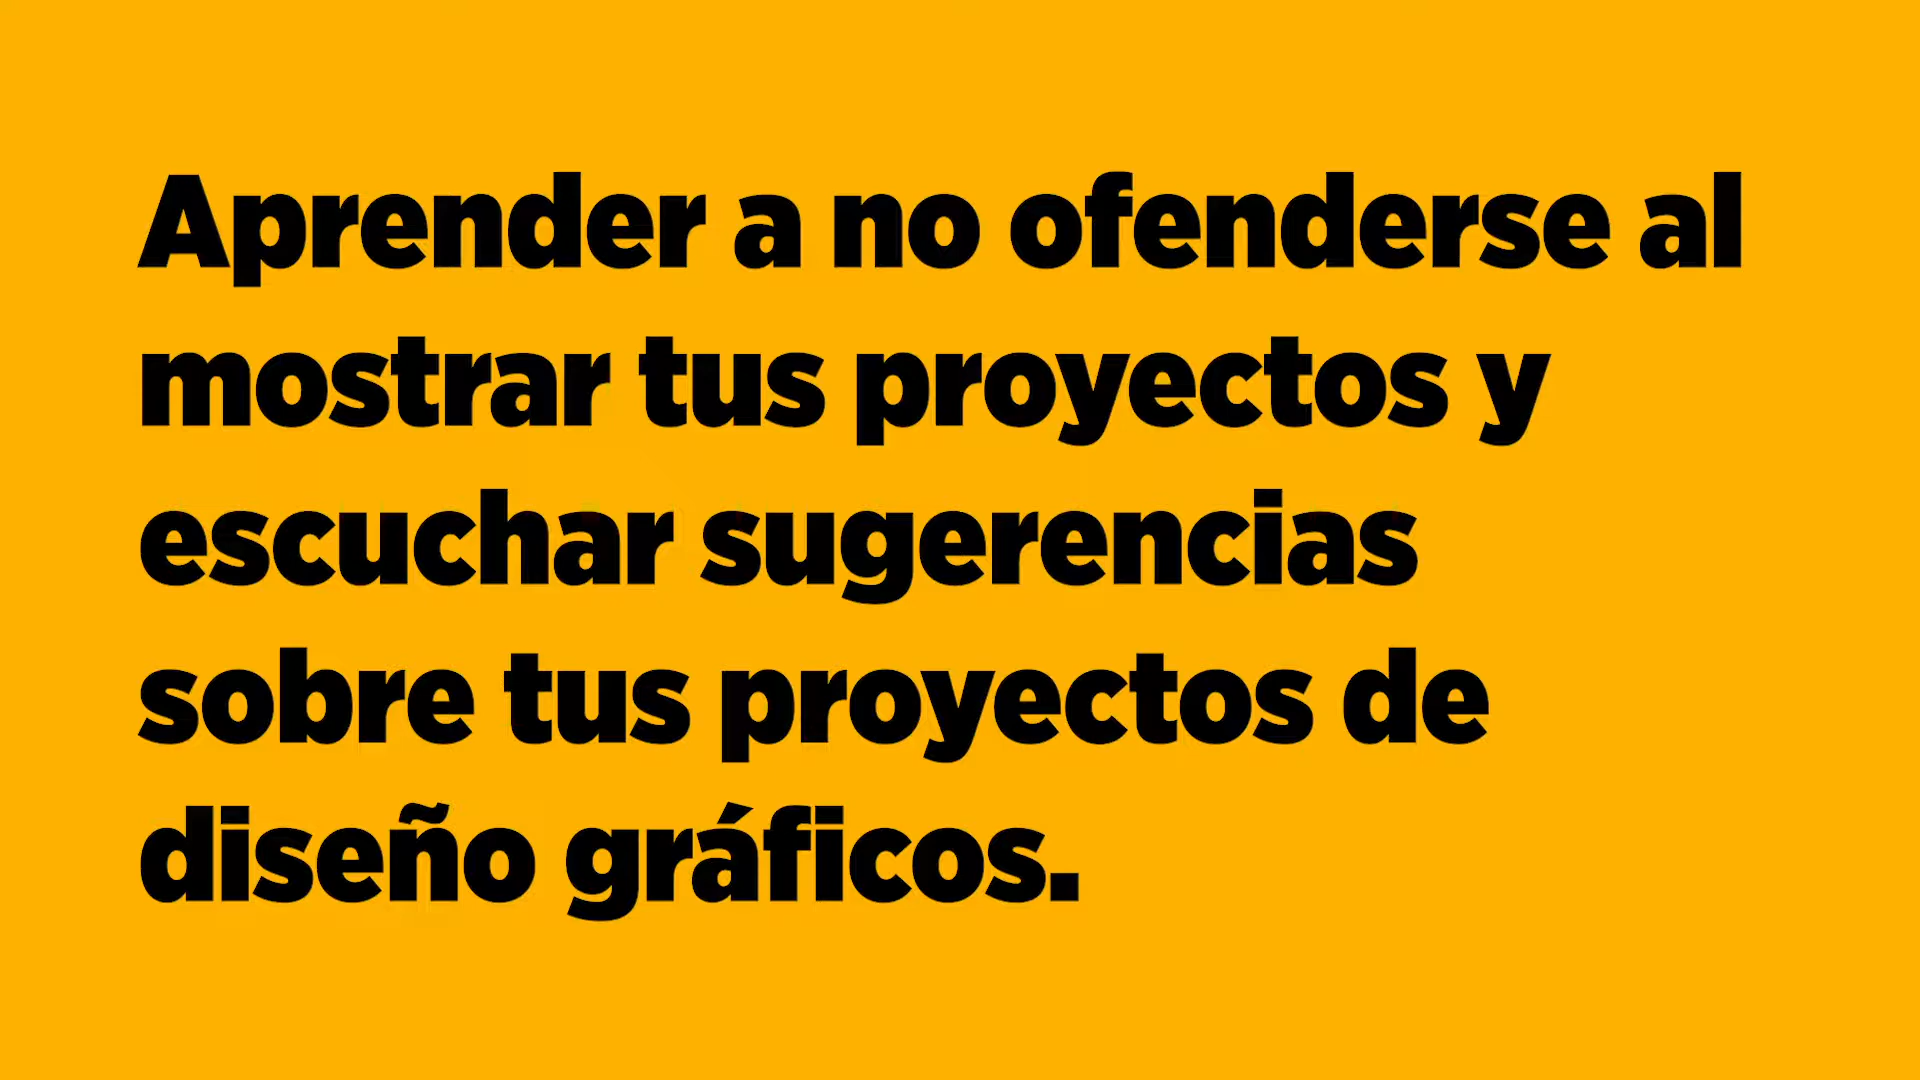 Aprender a no ofenderse al
mostrar tus proyectos y
escuchar sugerencias
sobre tus proyectos de
diseño gráficos.